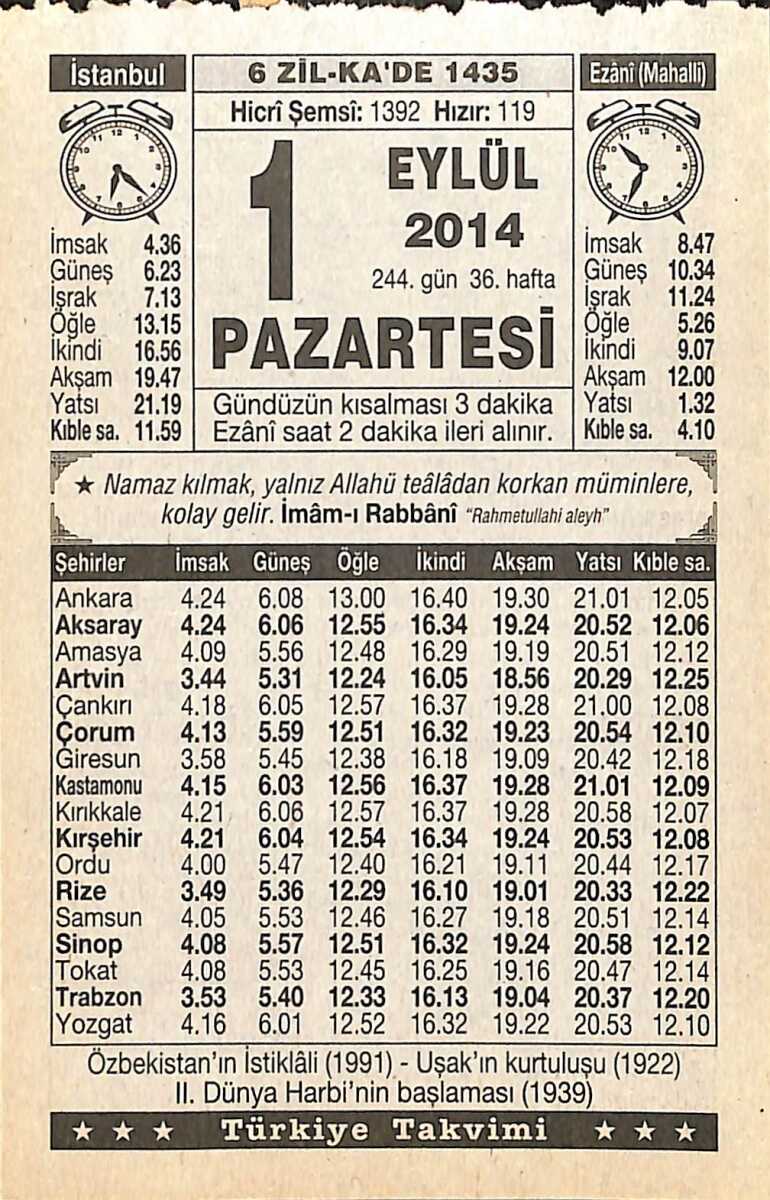 İstanbul
6 ZİL-KA'DE 1435
Ezânî (Mahalli)
Hicrî Şemsî: 1392 Hızır: 119
1
EYLÜL
2014
244. gün 36. hafta
PAZARTESİ
Gündüzün kısalması 3 dakika
Ezânî saat 2 dakika ileri alınır.
İmsak 4.36
Güneş 6.23
İşrak 7.13
Öğle 13.15
İkindi 16.56
Akşam 19.47
Yatsı 21.19
Kıble sa. 11.59
İmsak 8.47
Güneş 10.34
İşrak 11.24
Öğle 5.26
İkindi 9.07
Akşam 12.00
Yatsı 1.32
Kıble sa. 4.10
★ Namaz kılmak, yalnız Allahü teâlâdan korkan müminlere,
kolay gelir. İmâm-ı Rabbânî "Rahmetullahi aleyh"
Şehirler İmsak Güneş Öğle İkindi Akşam Yatsı Kıble sa.
Ankara 4.24 6.08 13.00 16.40 19.30 21.01 12.05
Aksaray 4.24 6.06 12.55 16.34 19.24 20.52 12.06
Amasya 4.09 5.56 12.48 16.29 19.19 20.51 12.12
Artvin 3.44 5.31 12.24 16.05 18.56 20.29 12.25
Çankırı 4.18 6.05 12.57 16.37 19.28 21.00 12.08
Çorum 4.13 5.59 12.51 16.32 19.23 20.54 12.10
Giresun 3.58 5.45 12.38 16.18 19.09 20.42 12.18
Kastamonu 4.15 6.03 12.56 16.37 19.28 21.01 12.09
Kırıkkale 4.21 6.06 12.57 16.37 19.28 20.58 12.07
Kırşehir 4.21 6.04 12.54 16.34 19.24 20.53 12.08
Ordu 4.00 5.47 12.40 16.21 19.11 20.44 12.17
Rize 3.49 5.36 12.29 16.10 19.01 20.33 12.22
Samsun 4.05 5.53 12.46 16.27 19.18 20.51 12.14
Sinop 4.08 5.57 12.51 16.32 19.24 20.58 12.12
Tokat 4.08 5.53 12.45 16.25 19.16 20.47 12.14
Trabzon 3.53 5.40 12.33 16.13 19.04 20.37 12.20
Yozgat 4.16 6.01 12.52 16.32 19.22 20.53 12.10
Özbekistan'ın İstiklâli (1991) - Uşak'ın kurtuluşu (1922)
II. Dünya Harbi'nin başlaması (1939)
★ ★ ★ Türkiye Takvimi ★ ★ ★